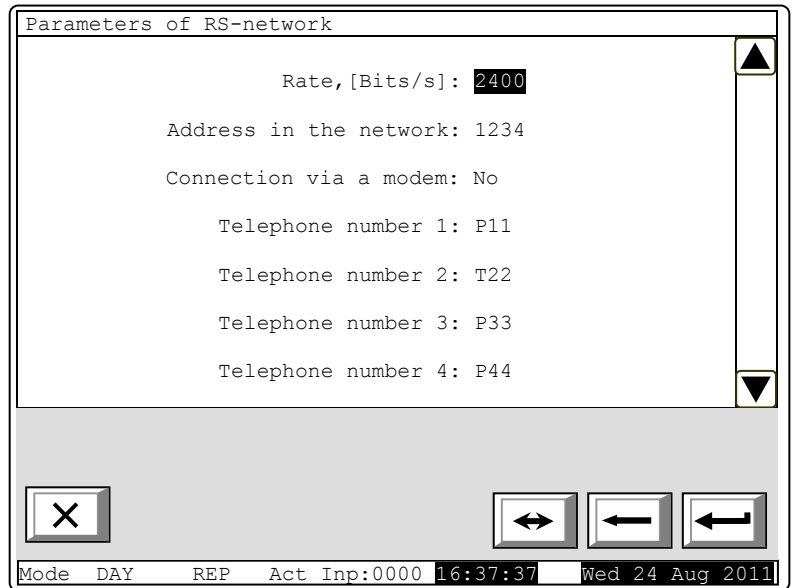 Parameters of RS-network
Rate,[Bits/s]: 2400
Address in the network: 1234
Connection via a modem: No
Telephone number 1: P11
Telephone number 2: T22
Telephone number 3: P33
Telephone number 4: P44
Mode DAY REP Act Inp:0000 16:37:37 Wed 24 Aug 2011